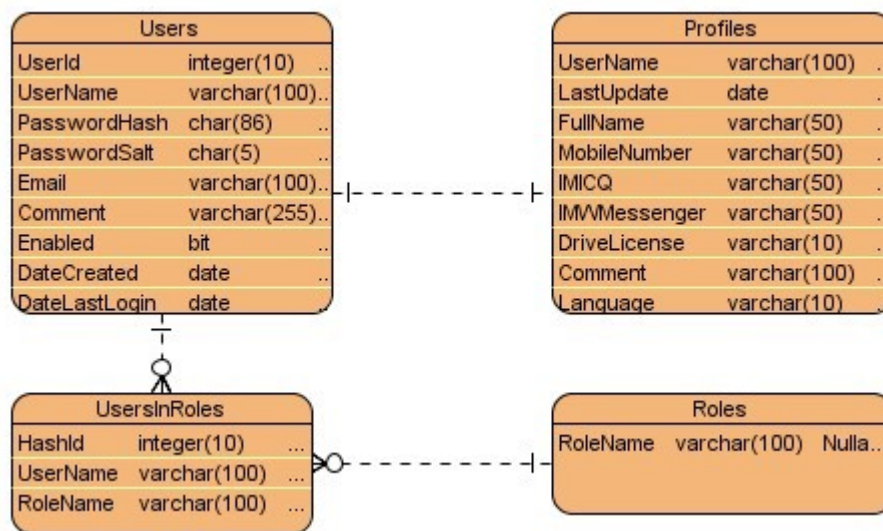 Users
UserId integer(10) ..
UserName varchar(100)..
PasswordHash char(86) ..
PasswordSalt char(5) ..
Email varchar(100)..
Comment varchar(255)..
Enabled bit ..
DateCreated date ..
DateLastLogin date ..
Profiles
UserName varchar(100) .
LastUpdate date .
FullName varchar(50) .
MobileNumber varchar(50) .
IMICQ varchar(50) .
IMWMessenger varchar(50) .
DriveLicense varchar(10) .
Comment varchar(100) .
Language varchar(10) .
UsersInRoles
HashId integer(10) ...
UserName varchar(100) ...
RoleName varchar(100) ...
Roles
RoleName varchar(100) Nulla..